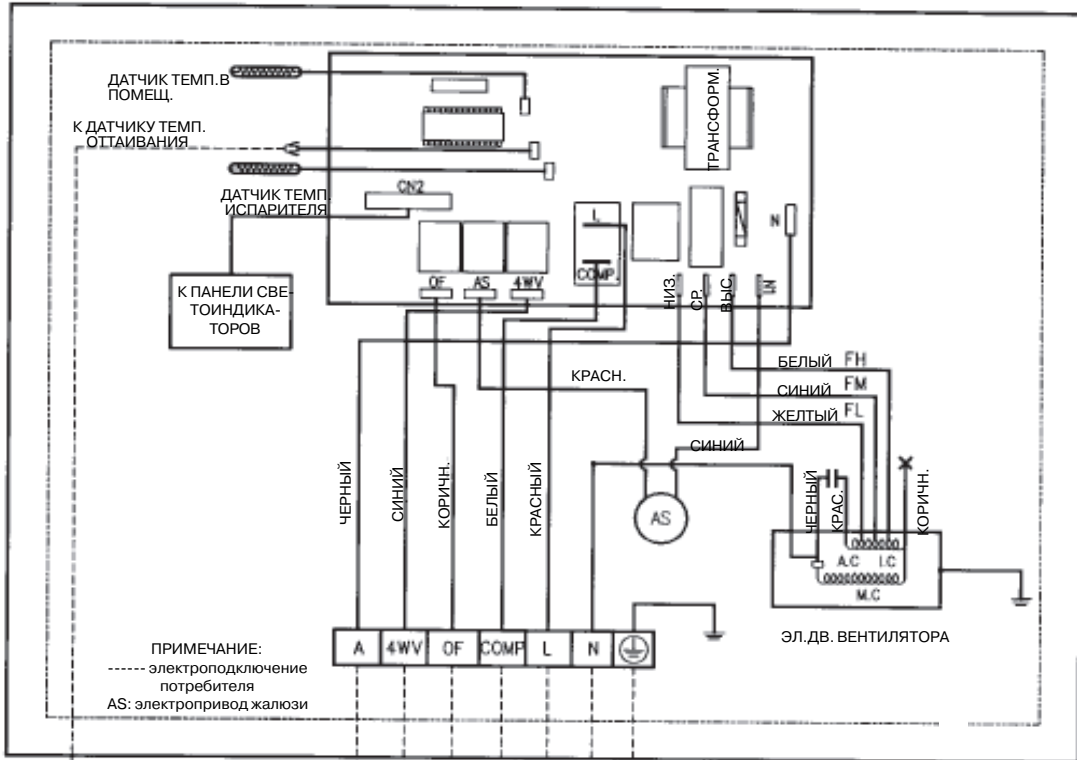 ДАТЧИК ТЕМП.В
ПОМЕЩ.
К ДАТЧИКУ ТЕМП.
ОТТАИВАНИЯ
ДАТЧИК ТЕМП.
ИСПАРИТЕЛЯ
CN2
ТРАНСФОРМ.
К ПАНЕЛИ СВЕ-
ТОИНДИКА-
ТОРОВ
OF
AS
4WV
L
COMP.
НИЗ.
СР.
ВЫС.
N
N
БЕЛЫЙ FH
СИНИЙ FM
ЖЕЛТЫЙ FL
СИНИЙ
КРАСН.
ЧЕРНЫЙ
СИНИЙ
КОРИЧН.
БЕЛЫЙ
КРАСНЫЙ
AS
ЧЕРНЫЙ
КРАС.
КОРИЧН.
A.C
I.C
M.C
ЭЛ.ДВ. ВЕНТИЛЯТОРА
A
4WV
OF
COMP
L
N
ПРИМЕЧАНИЕ:
------ электроподключение
потребителя
AS: электропривод жалюзи